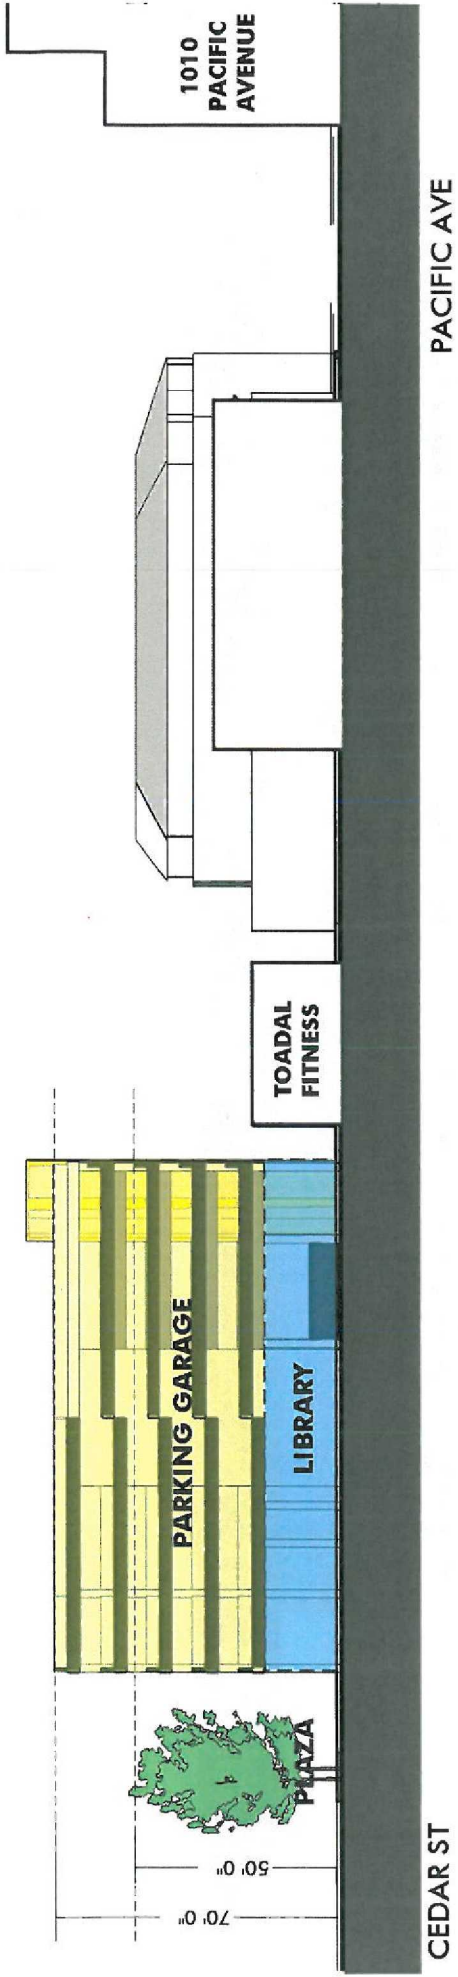 1010
PACIFIC
AVENUE
PACIFIC AVE
TOADAL
FITNESS
PARKING GARAGE
LIBRARY
PLAZA
50' 0"
70' 0"
CEDAR ST